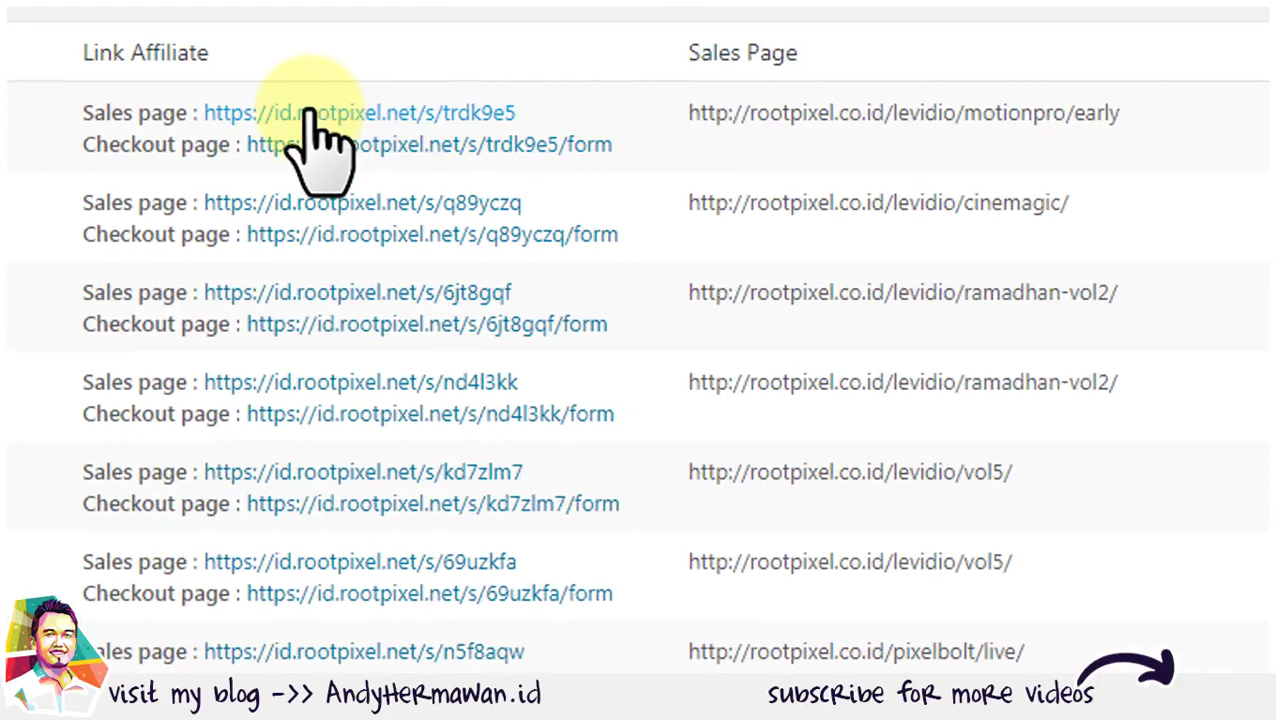 Link Affiliate Sales Page
Sales page : https://id.rootpixel.net/s/trdk9e5 http://rootpixel.co.id/levidio/motionpro/early
Checkout page : https://id.rootpixel.net/s/trdk9e5/form
Sales page : https://id.rootpixel.net/s/q89yczq http://rootpixel.co.id/levidio/cinemagic/
Checkout page : https://id.rootpixel.net/s/q89yczq/form
Sales page : https://id.rootpixel.net/s/6jt8gqf http://rootpixel.co.id/levidio/ramadhan-vol2/
Checkout page : https://id.rootpixel.net/s/6jt8gqf/form
Sales page : https://id.rootpixel.net/s/nd4l3kk http://rootpixel.co.id/levidio/ramadhan-vol2/
Checkout page : https://id.rootpixel.net/s/nd4l3kk/form
Sales page : https://id.rootpixel.net/s/kd7zlm7 http://rootpixel.co.id/levidio/vol5/
Checkout page : https://id.rootpixel.net/s/kd7zlm7/form
Sales page : https://id.rootpixel.net/s/69uzkfa http://rootpixel.co.id/levidio/vol5/
Checkout page : https://id.rootpixel.net/s/69uzkfa/form
Sales page : https://id.rootpixel.net/s/n5f8aqw http://rootpixel.co.id/pixelbolt/live/
visit my blog ->> AndyHermawan.id subscribe for more videos